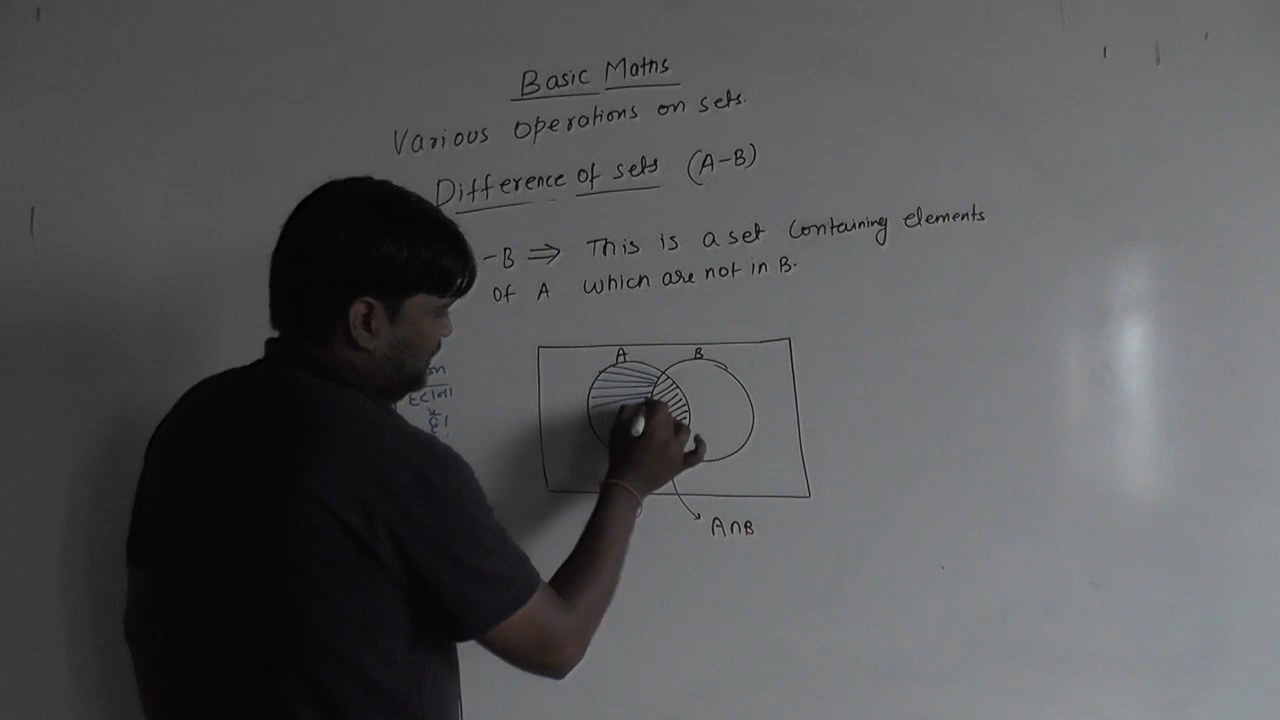 Basic Maths
Various Operations on sets.
Difference of sets (A-B)
-B ⇒ This is a set containing elements
of A which are not in B.
A B
A∩B